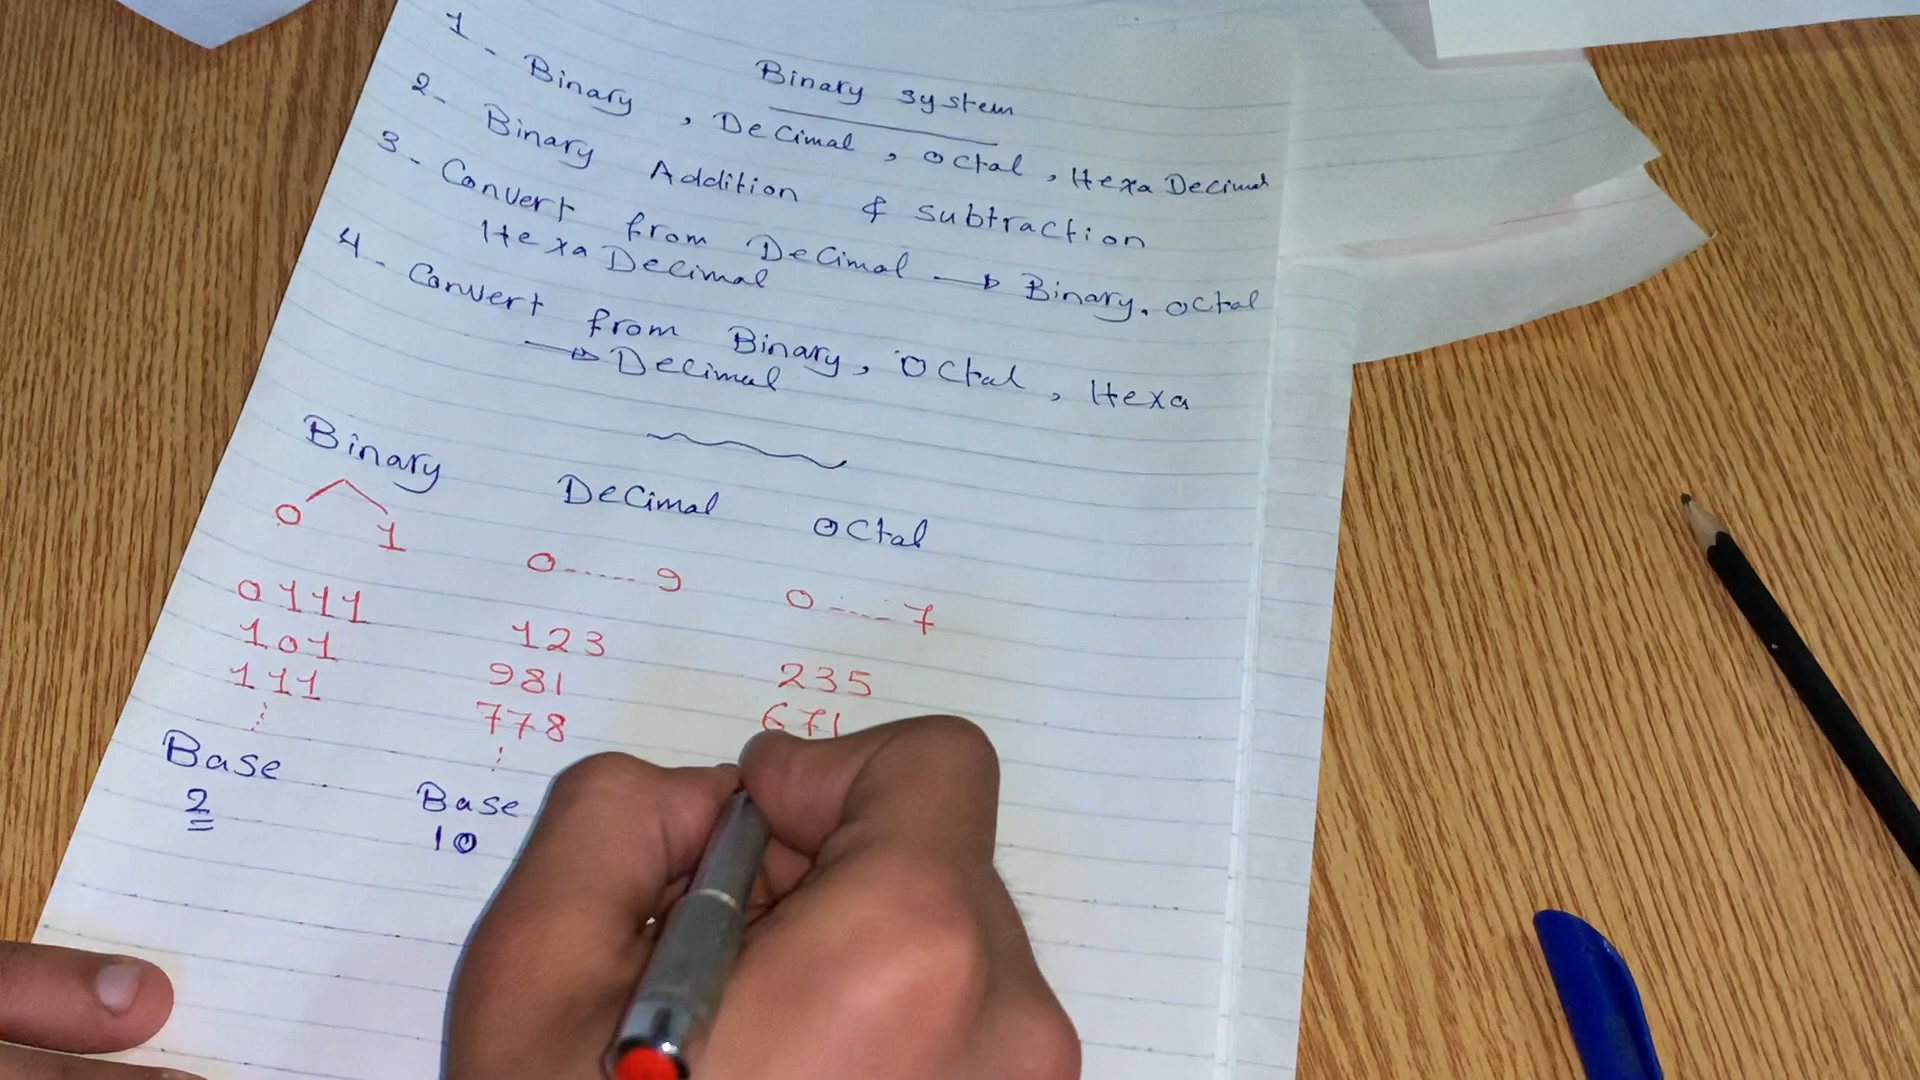 Binary system
1- Binary, Decimal, Octal, Hexa Decimal
2- Binary Addition & subtraction
3- Convert from Decimal → Binary, octal
Hexa Decimal
4- Convert from Binary, Octal, Hexa
→ Decimal
Binary Decimal Octal
0 1 0-----9 0-----7
0111 123 235
101 981 671
111 778
Base Base
2 10